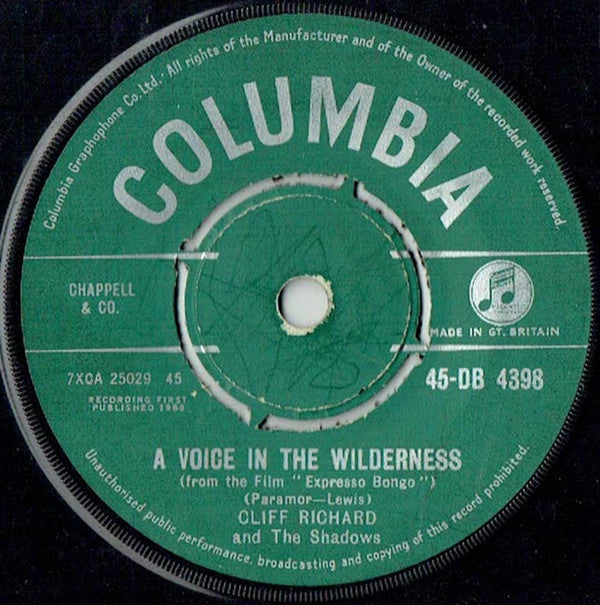 Columbia Graphophone Co. Ltd. · All rights of the Manufacturer and of the Owner of the recorded work reserved.
COLUMBIA
CHAPPELL
& CO.
MADE IN GT. BRITAIN
7XCA 25029 45
45-DB 4398
RECORDING FIRST
PUBLISHED 1960
A VOICE IN THE WILDERNESS
(from the Film "Expresso Bongo")
(Paramor—Lewis)
CLIFF RICHARD
and The Shadows
Unauthorised public performance, broadcasting and copying of this record prohibited.